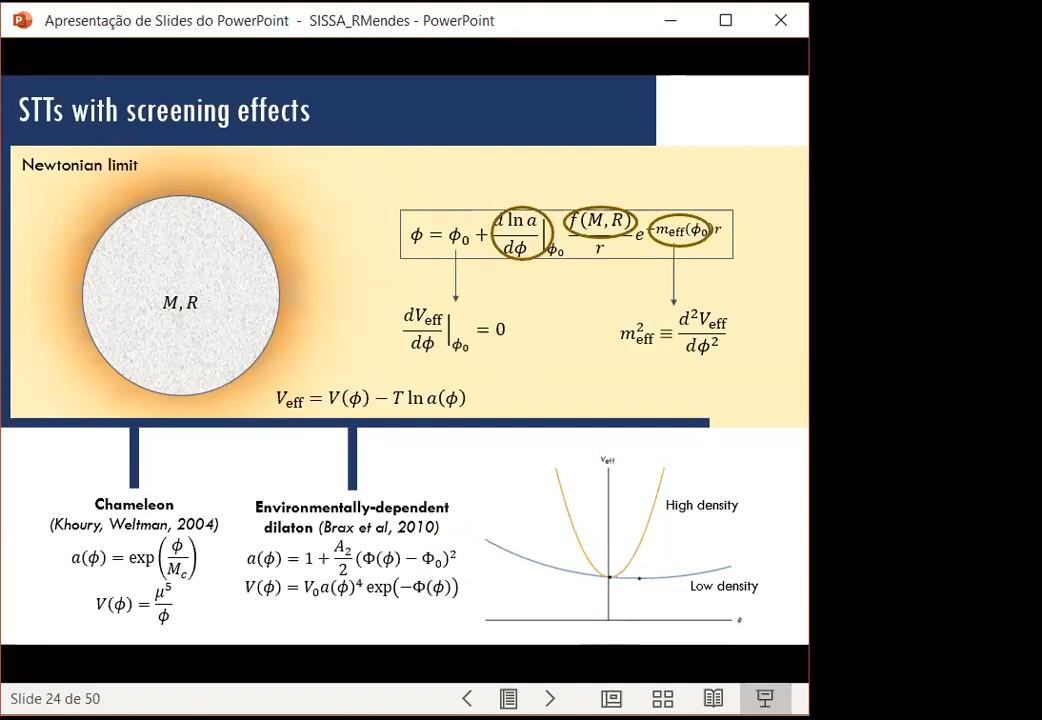 Apresentação de Slides do PowerPoint - SISSA_RMendes - PowerPoint
STTs with screening effects
Newtonian limit
M, R
ϕ = ϕ₀ + d ln a/dϕ |ϕ₀ f(M, R)/r e^(−m_eff(ϕ₀)r)
dV_eff/dϕ |ϕ₀ = 0
m²_eff ≡ d²V_eff/dϕ²
V_eff = V(ϕ) − T ln a(ϕ)
Chameleon
(Khoury, Weltman, 2004)
a(ϕ) = exp(ϕ/M_c)
V(ϕ) = μ⁵/ϕ
Environmentally-dependent
dilaton (Brax et al, 2010)
a(ϕ) = 1 + A₂/2 (Φ(ϕ) − Φ₀)²
V(ϕ) = V₀a(ϕ)⁴ exp(−Φ(ϕ))
V_eff
High density
Low density
ϕ
Slide 24 de 50